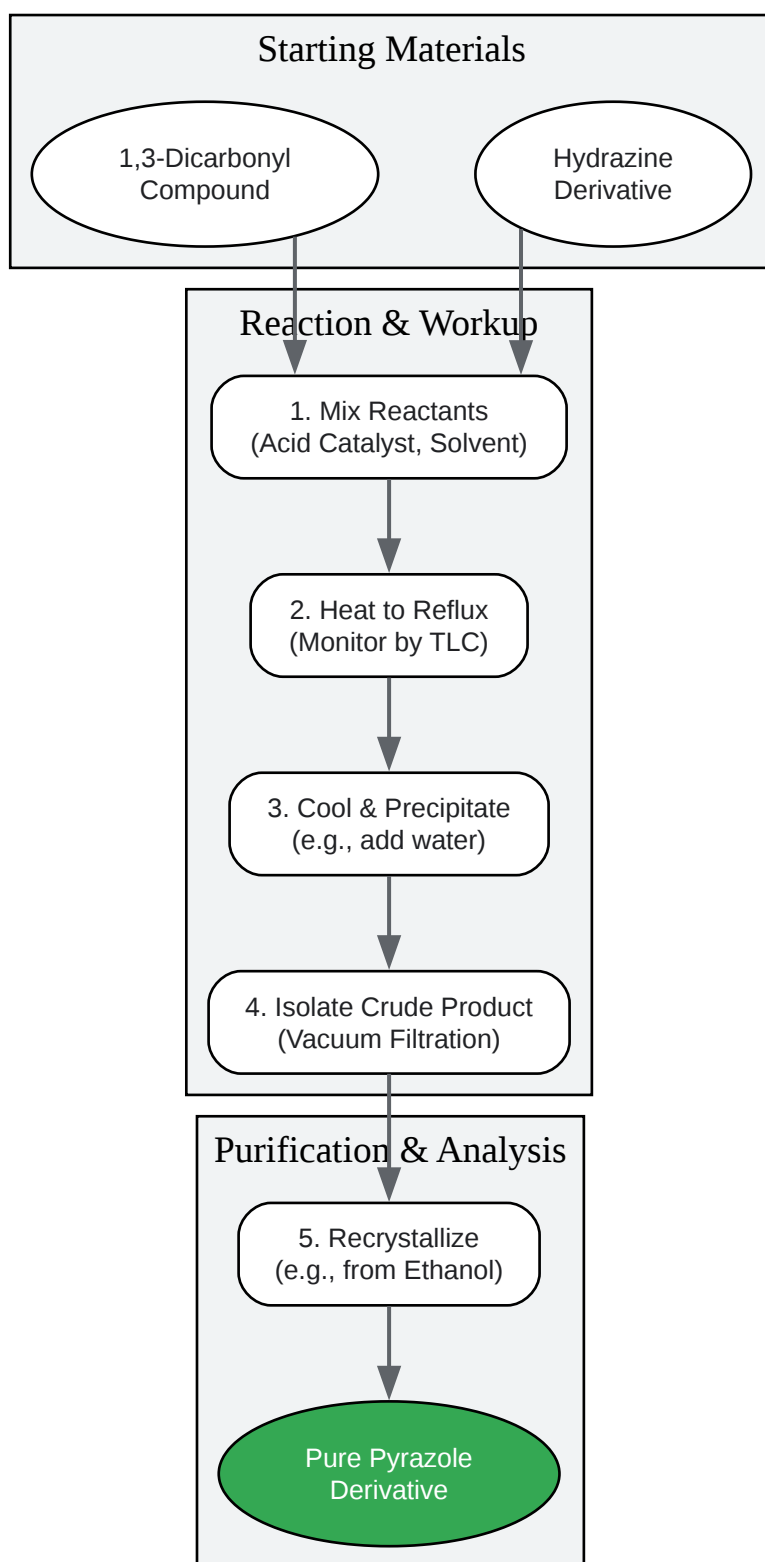 Starting Materials
1,3-Dicarbonyl
Compound
Hydrazine
Derivative
Reaction & Workup
1. Mix Reactants
(Acid Catalyst, Solvent)
2. Heat to Reflux
(Monitor by TLC)
3. Cool & Precipitate
(e.g., add water)
4. Isolate Crude Product
(Vacuum Filtration)
Purification & Analysis
5. Recrystallize
(e.g., from Ethanol)
Pure Pyrazole
Derivative